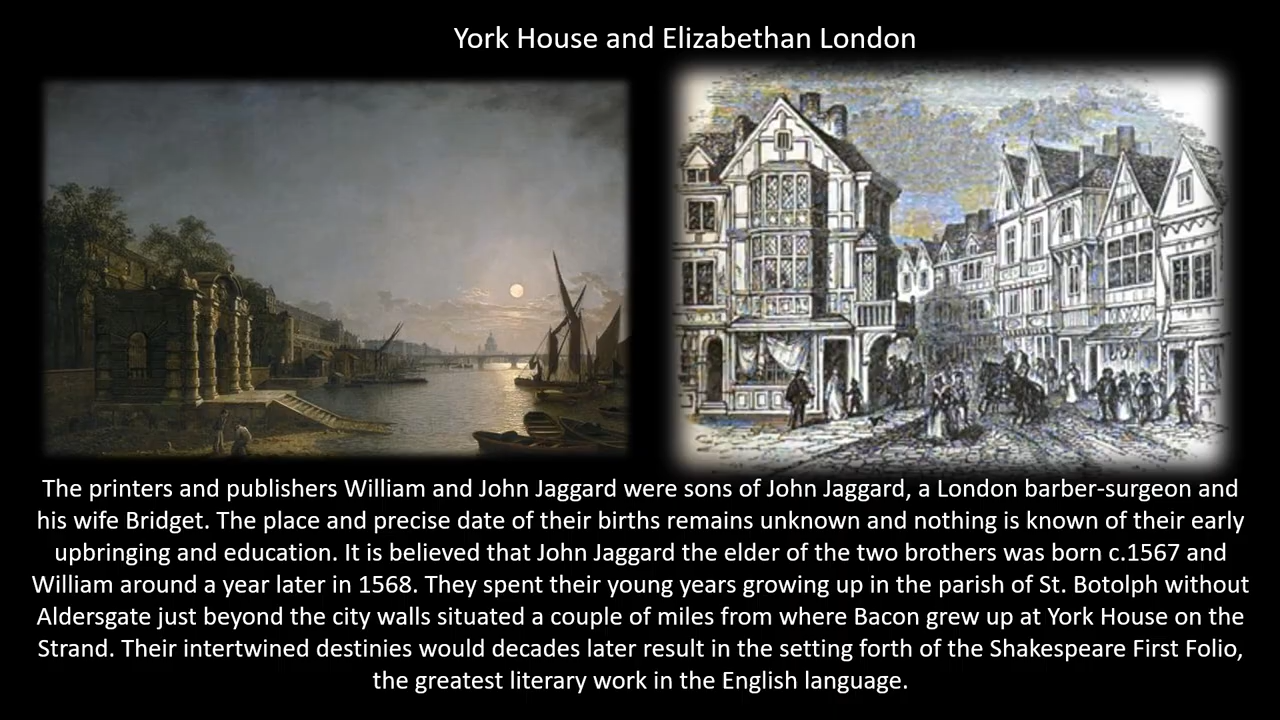 York House and Elizabethan London
The printers and publishers William and John Jaggard were sons of John Jaggard, a London barber-surgeon and
his wife Bridget. The place and precise date of their births remains unknown and nothing is known of their early
upbringing and education. It is believed that John Jaggard the elder of the two brothers was born c.1567 and
William around a year later in 1568. They spent their young years growing up in the parish of St. Botolph without
Aldersgate just beyond the city walls situated a couple of miles from where Bacon grew up at York House on the
Strand. Their intertwined destinies would decades later result in the setting forth of the Shakespeare First Folio,
the greatest literary work in the English language.